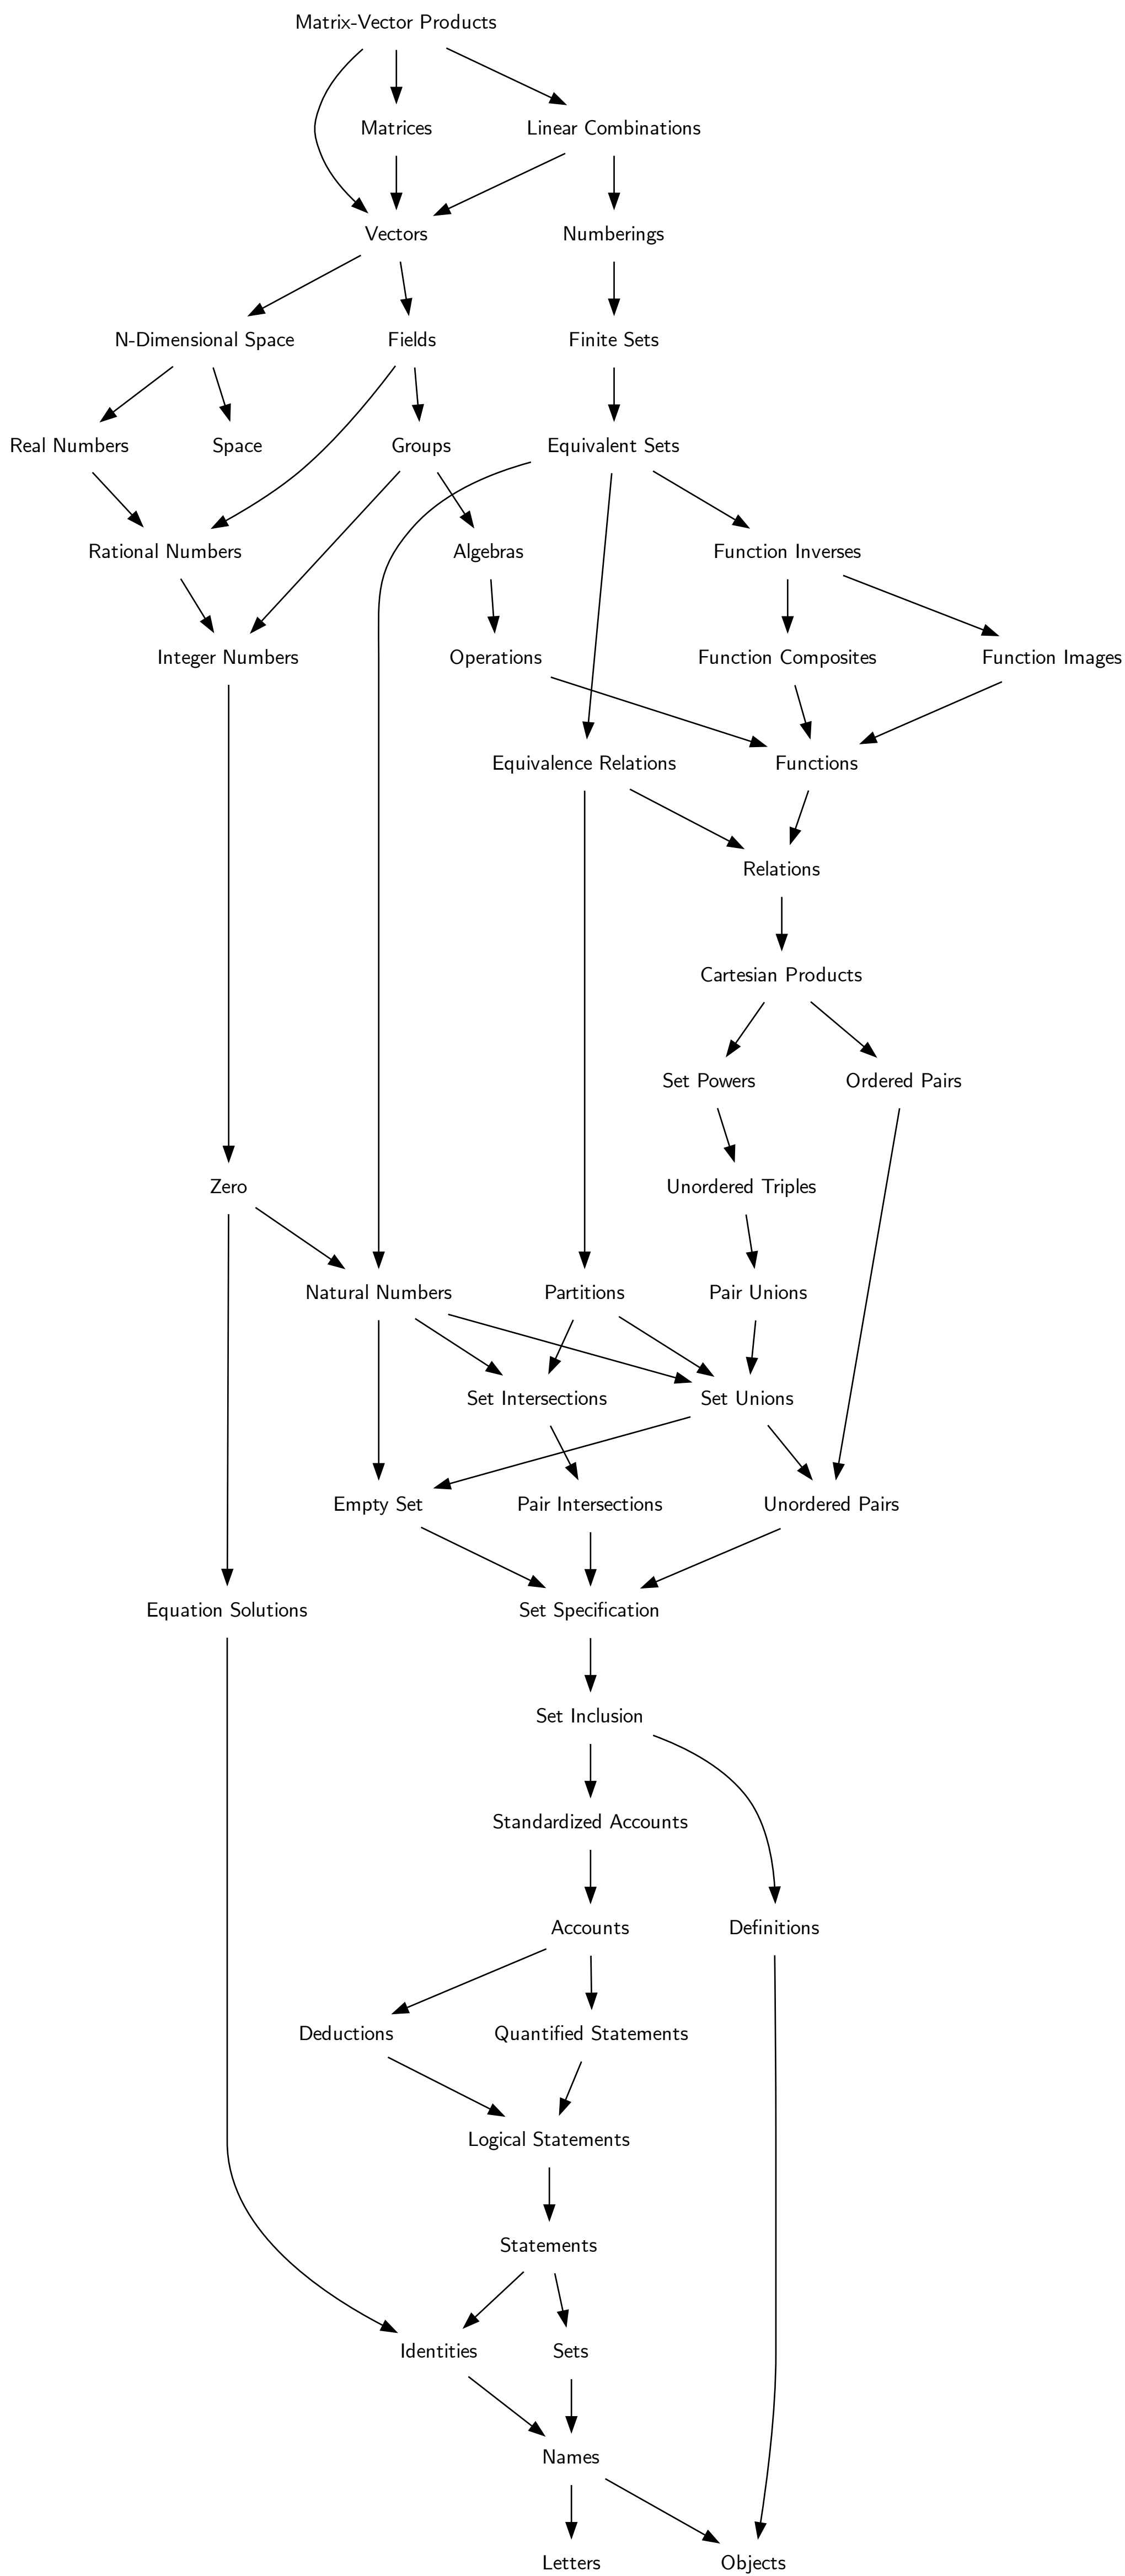 Matrix-Vector Products
Matrices
Linear Combinations
Vectors
Numberings
N-Dimensional Space
Fields
Finite Sets
Real Numbers
Space
Groups
Equivalent Sets
Rational Numbers
Algebras
Function Inverses
Integer Numbers
Operations
Function Composites
Function Images
Equivalence Relations
Functions
Relations
Cartesian Products
Set Powers
Ordered Pairs
Zero
Unordered Triples
Natural Numbers
Partitions
Pair Unions
Set Intersections
Set Unions
Empty Set
Pair Intersections
Unordered Pairs
Equation Solutions
Set Specification
Set Inclusion
Standardized Accounts
Accounts
Definitions
Deductions
Quantified Statements
Logical Statements
Statements
Identities
Sets
Names
Letters
Objects